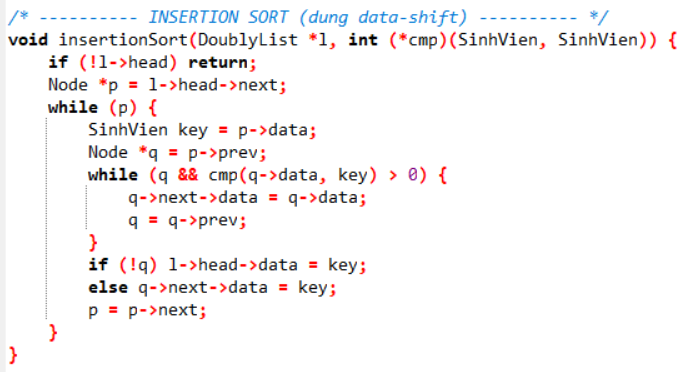 /* ---------- INSERTION SORT (dung data-shift) ---------- */
void insertionSort(DoublyList *l, int (*cmp)(SinhVien, SinhVien)) {
    if (!l->head) return;
    Node *p = l->head->next;
    while (p) {
        SinhVien key = p->data;
        Node *q = p->prev;
        while (q && cmp(q->data, key) > 0) {
            q->next->data = q->data;
            q = q->prev;
        }
        if (!q) l->head->data = key;
        else q->next->data = key;
        p = p->next;
    }
}